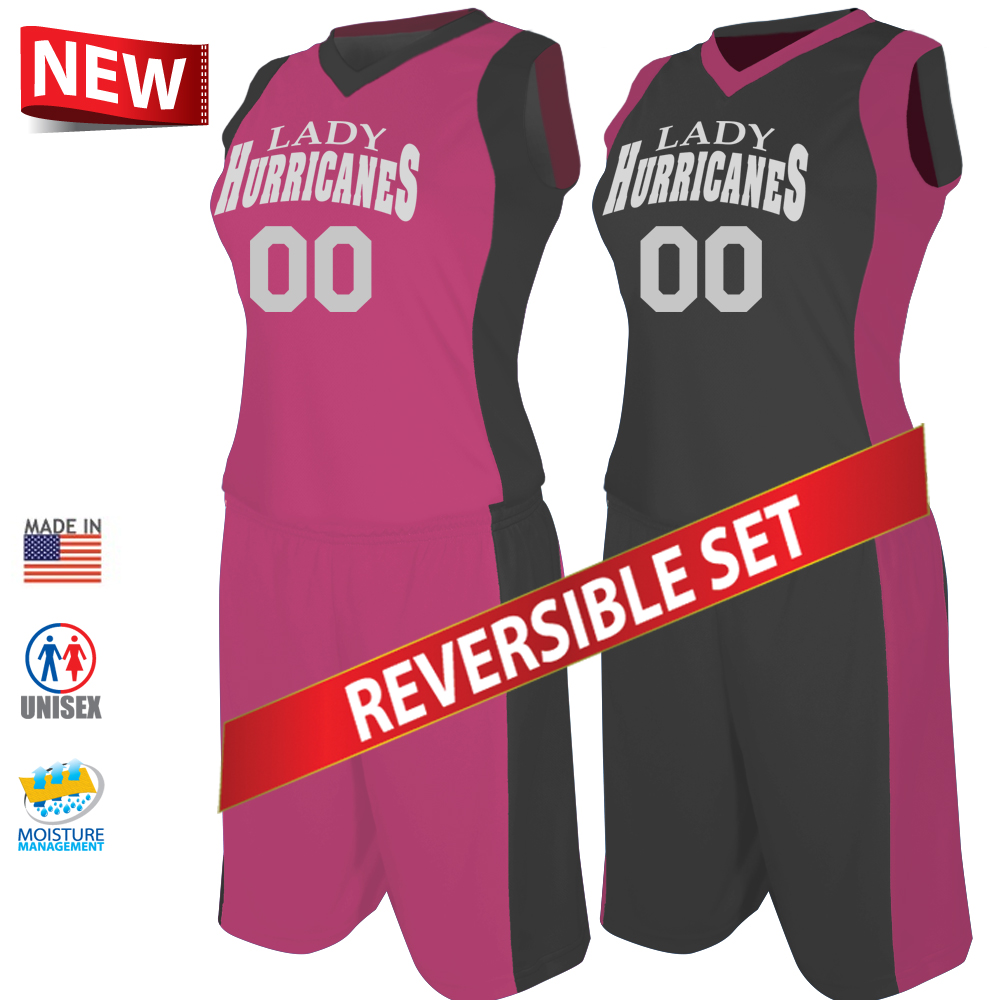 NEW
LADY
HURRICANES
00
LADY
HURRICANES
00
REVERSIBLE SET
MADE IN
UNISEX
MOISTURE
MANAGEMENT